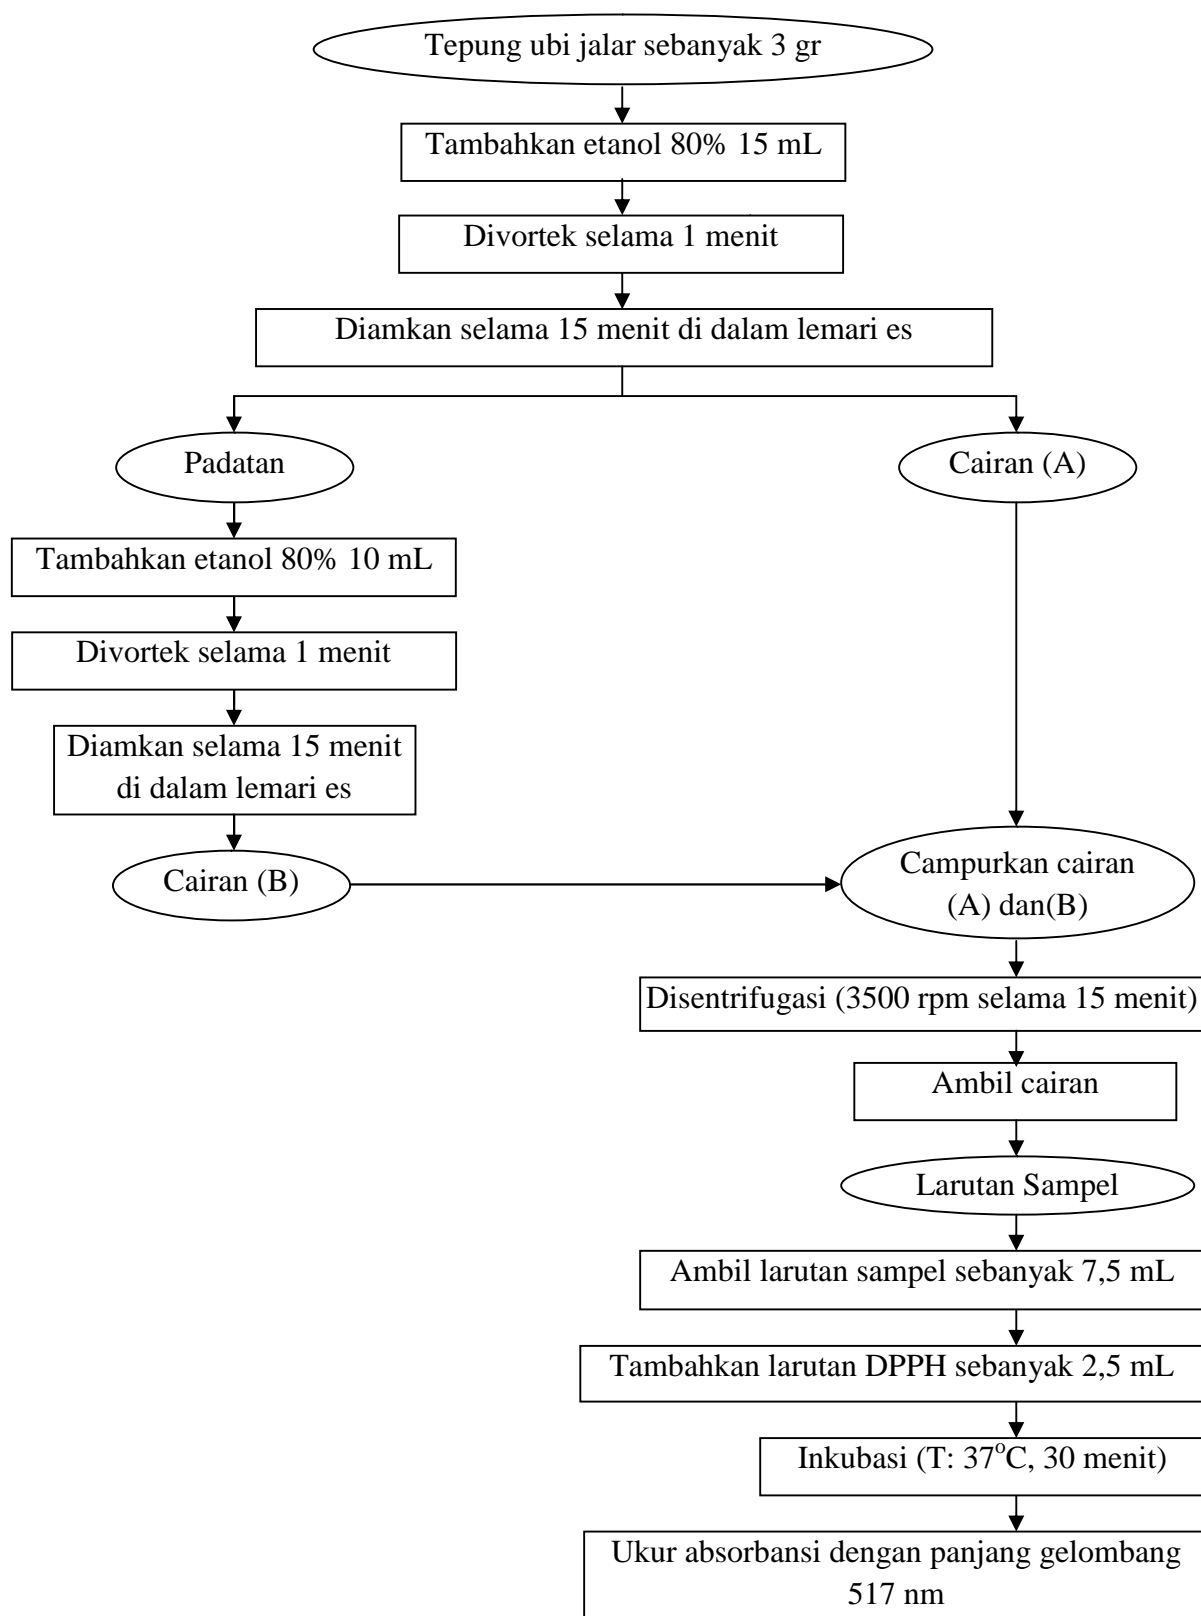 Tepung ubi jalar sebanyak 3 gr
Tambahkan etanol 80% 15 mL
Divortek selama 1 menit
Diamkan selama 15 menit di dalam lemari es
Padatan
Cairan (A)
Tambahkan etanol 80% 10 mL
Divortek selama 1 menit
Diamkan selama 15 menit
di dalam lemari es
Cairan (B)
Campurkan cairan
(A) dan(B)
Disentrifugasi (3500 rpm selama 15 menit)
Ambil cairan
Larutan Sampel
Ambil larutan sampel sebanyak 7,5 mL
Tambahkan larutan DPPH sebanyak 2,5 mL
Inkubasi (T: 37°C, 30 menit)
Ukur absorbansi dengan panjang gelombang
517 nm